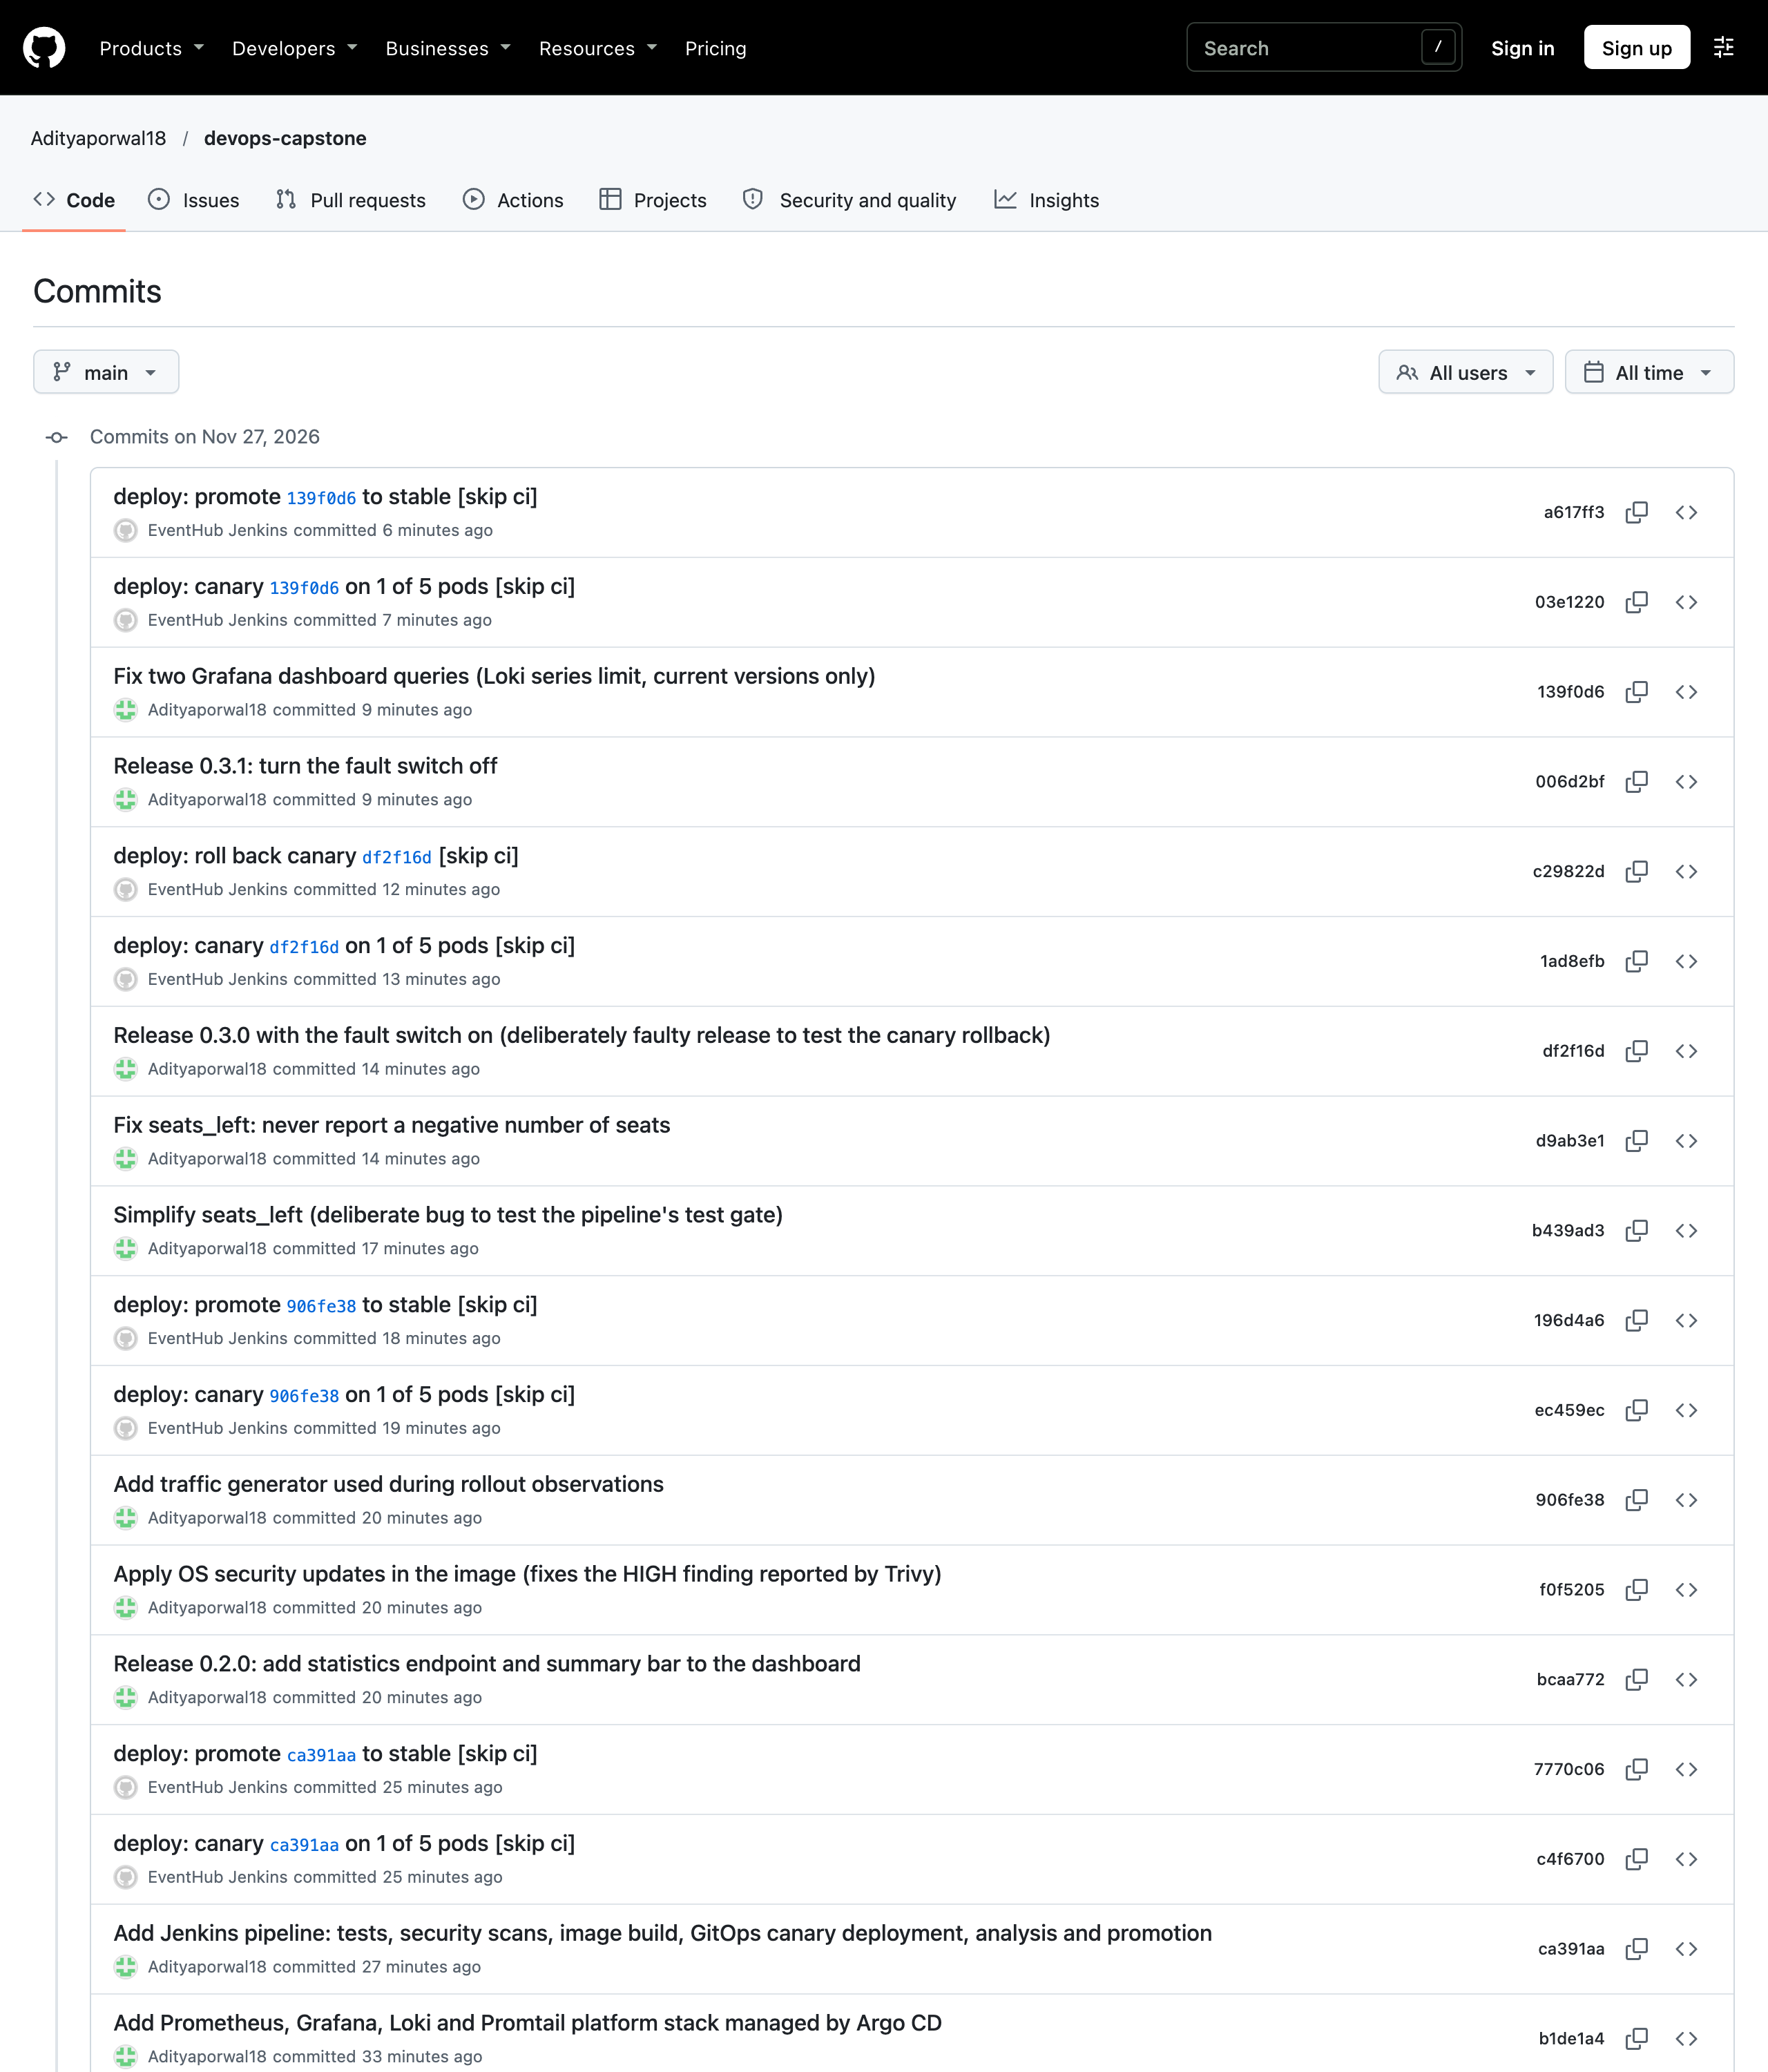 Products Developers Businesses Resources Pricing Search / Sign in Sign up
Adityaporwal18 / devops-capstone
Code Issues Pull requests Actions Projects Security and quality Insights
Commits
main All users All time
Commits on Nov 27, 2026
deploy: promote 139f0d6 to stable [skip ci]
EventHub Jenkins committed 6 minutes ago
a617ff3
deploy: canary 139f0d6 on 1 of 5 pods [skip ci]
EventHub Jenkins committed 7 minutes ago
03e1220
Fix two Grafana dashboard queries (Loki series limit, current versions only)
Adityaporwal18 committed 9 minutes ago
139f0d6
Release 0.3.1: turn the fault switch off
Adityaporwal18 committed 9 minutes ago
006d2bf
deploy: roll back canary df2f16d [skip ci]
EventHub Jenkins committed 12 minutes ago
c29822d
deploy: canary df2f16d on 1 of 5 pods [skip ci]
EventHub Jenkins committed 13 minutes ago
1ad8efb
Release 0.3.0 with the fault switch on (deliberately faulty release to test the canary rollback)
Adityaporwal18 committed 14 minutes ago
df2f16d
Fix seats_left: never report a negative number of seats
Adityaporwal18 committed 14 minutes ago
d9ab3e1
Simplify seats_left (deliberate bug to test the pipeline's test gate)
Adityaporwal18 committed 17 minutes ago
b439ad3
deploy: promote 906fe38 to stable [skip ci]
EventHub Jenkins committed 18 minutes ago
196d4a6
deploy: canary 906fe38 on 1 of 5 pods [skip ci]
EventHub Jenkins committed 19 minutes ago
ec459ec
Add traffic generator used during rollout observations
Adityaporwal18 committed 20 minutes ago
906fe38
Apply OS security updates in the image (fixes the HIGH finding reported by Trivy)
Adityaporwal18 committed 20 minutes ago
f0f5205
Release 0.2.0: add statistics endpoint and summary bar to the dashboard
Adityaporwal18 committed 20 minutes ago
bcaa772
deploy: promote ca391aa to stable [skip ci]
EventHub Jenkins committed 25 minutes ago
7770c06
deploy: canary ca391aa on 1 of 5 pods [skip ci]
EventHub Jenkins committed 25 minutes ago
c4f6700
Add Jenkins pipeline: tests, security scans, image build, GitOps canary deployment, analysis and promotion
Adityaporwal18 committed 27 minutes ago
ca391aa
Add Prometheus, Grafana, Loki and Promtail platform stack managed by Argo CD
Adityaporwal18 committed 33 minutes ago
b1de1a4